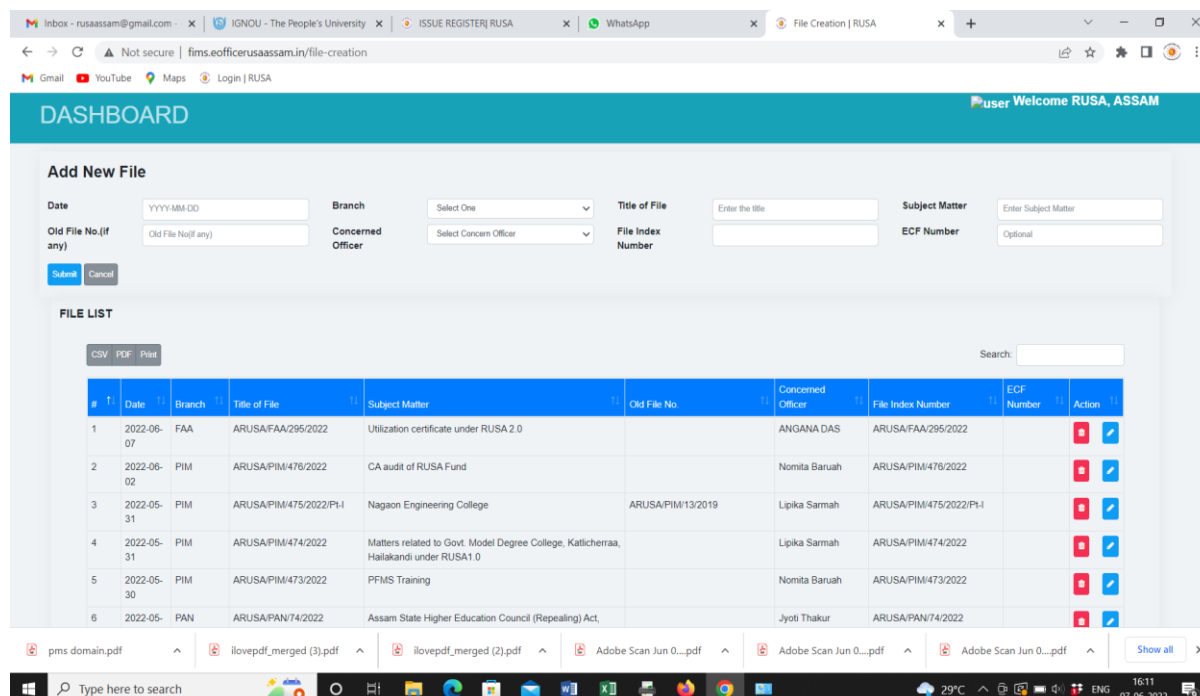 Inbox - rusaassam@gmail.com - IGNOU - The People's University ISSUE REGISTER| RUSA WhatsApp File Creation | RUSA
Not secure | fims.eofficerusaassam.in/file-creation
Gmail YouTube Maps Login | RUSA
DASHBOARD user Welcome RUSA, ASSAM
Add New File
Date YYYY-MM-DD Branch Select One Title of File Enter the title Subject Matter Enter Subject Matter
Old File No.(if any) Old File No(if any) Concerned Officer Select Concern Officer File Index Number ECF Number Optional
Submit Cancel
FILE LIST
CSV PDF Print Search:
# Date Branch Title of File Subject Matter Old File No. Concerned Officer File Index Number ECF Number Action
1 2022-06-07 FAA ARUSA/FAA/295/2022 Utilization certificate under RUSA 2.0 ANGANA DAS ARUSA/FAA/295/2022
2 2022-06-02 PIM ARUSA/PIM/476/2022 CA audit of RUSA Fund Nomita Baruah ARUSA/PIM/476/2022
3 2022-05-31 PIM ARUSA/PIM/475/2022/Pt-I Nagaon Engineering College ARUSA/PIM/13/2019 Lipika Sarmah ARUSA/PIM/475/2022/Pt-I
4 2022-05-31 PIM ARUSA/PIM/474/2022 Matters related to Govt. Model Degree College, Katlicherraa, Hailakandi under RUSA1.0 Lipika Sarmah ARUSA/PIM/474/2022
5 2022-05-30 PIM ARUSA/PIM/473/2022 PFMS Training Nomita Baruah ARUSA/PIM/473/2022
6 2022-05- PAN ARUSA/PAN/74/2022 Assam State Higher Education Council (Repealing) Act, Jyoti Thakur ARUSA/PAN/74/2022
pms domain.pdf ilovepdf_merged (3).pdf ilovepdf_merged (2).pdf Adobe Scan Jun 0....pdf Adobe Scan Jun 0....pdf Adobe Scan Jun 0....pdf Show all
Type here to search 29°C ENG 16:11
07-06-2022